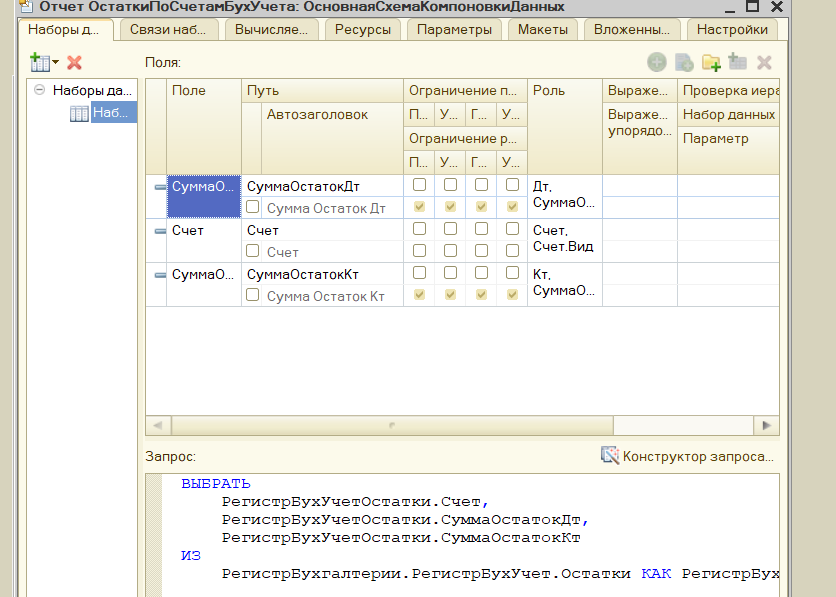 Отчет ОстаткиПоСчетамБухУчета: ОсновнаяСхемаКомпоновкиДанных
Наборы д...
Связи наб...
Вычисляе...
Ресурсы
Параметры
Макеты
Вложенны...
Настройки
Поля:
Наборы да...
Наб...
Поле
Путь
Ограничение п...
Роль
Выраже...
Проверка иера
Автозаголовок
П... У... Г... У...
Выраже... упорядо...
Набор данных
Ограничение р...
Параметр
П... У... Г... У...
СуммаО...
СуммаОстатокДт
Дт,
СуммаО...
Сумма Остаток Дт
Счет
Счет
Счет,
Счет.Вид
Счет
СуммаО...
СуммаОстатокКт
Кт,
СуммаО...
Сумма Остаток Кт
Запрос:
Конструктор запроса...
ВЫБРАТЬ
РегистрБухУчетОстатки.Счет,
РегистрБухУчетОстатки.СуммаОстатокДт,
РегистрБухУчетОстатки.СуммаОстатокКт
ИЗ
РегистрБухгалтерии.РегистрБухУчет.Остатки КАК РегистрБух